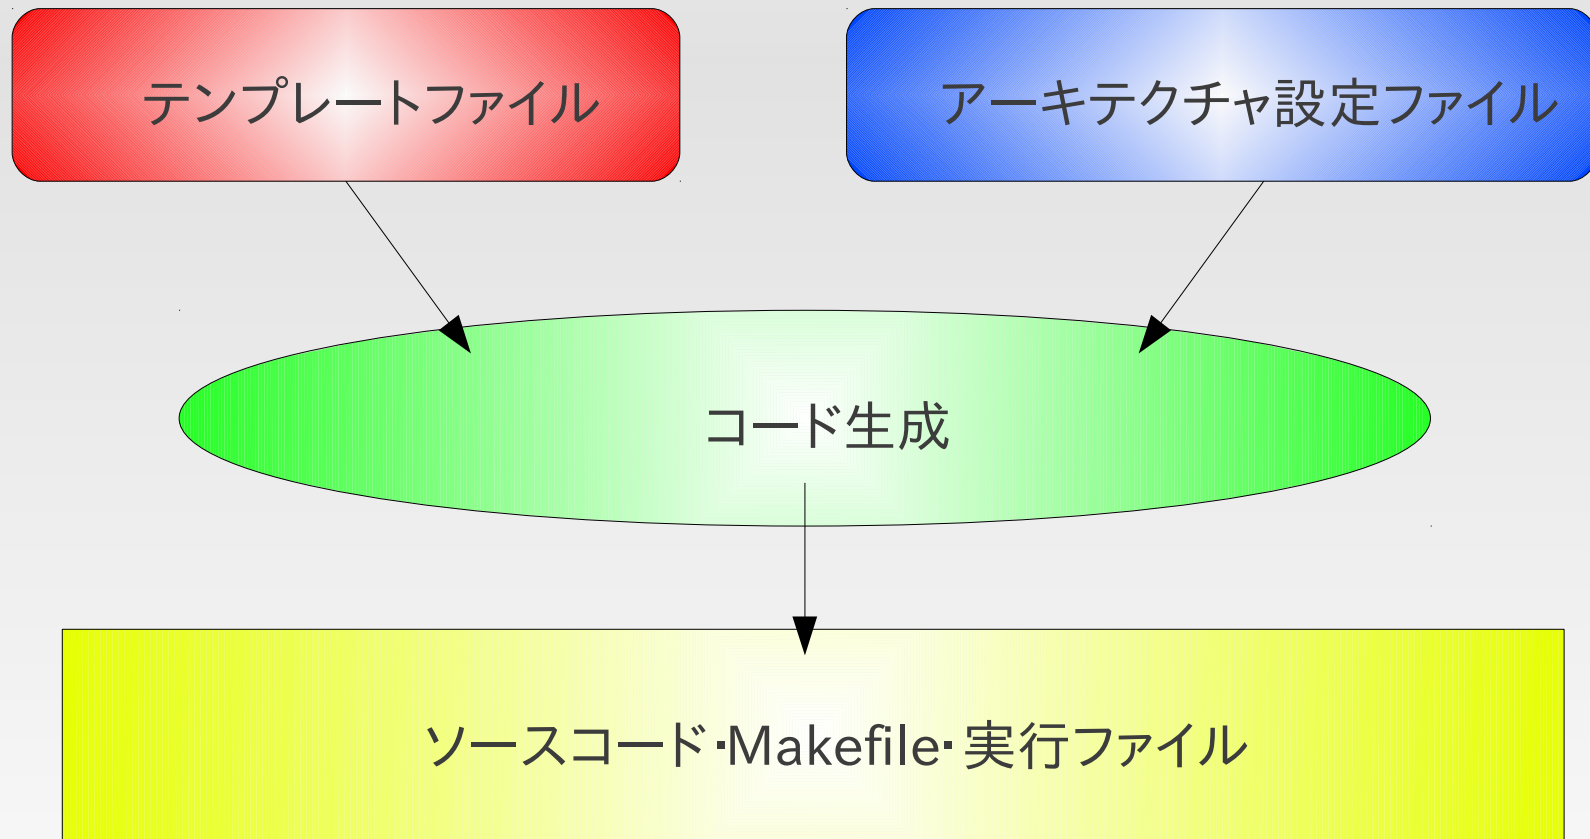 テンプレートファイル
アーキテクチャ設定ファイル
コード生成
ソースコード・Makefile・実行ファイル